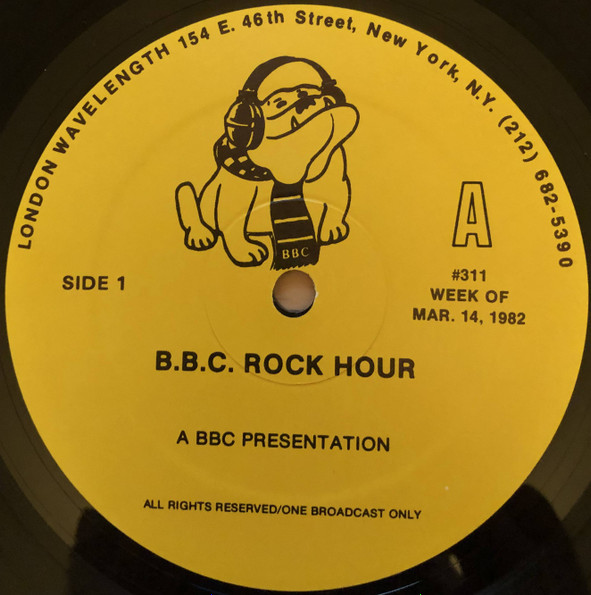 LONDON WAVELENGTH 154 E. 46th Street, New York, N.Y. (212) 682-5390
BBC
A
SIDE 1
#311
WEEK OF
MAR. 14, 1982
B.B.C. ROCK HOUR
A BBC PRESENTATION
ALL RIGHTS RESERVED/ONE BROADCAST ONLY